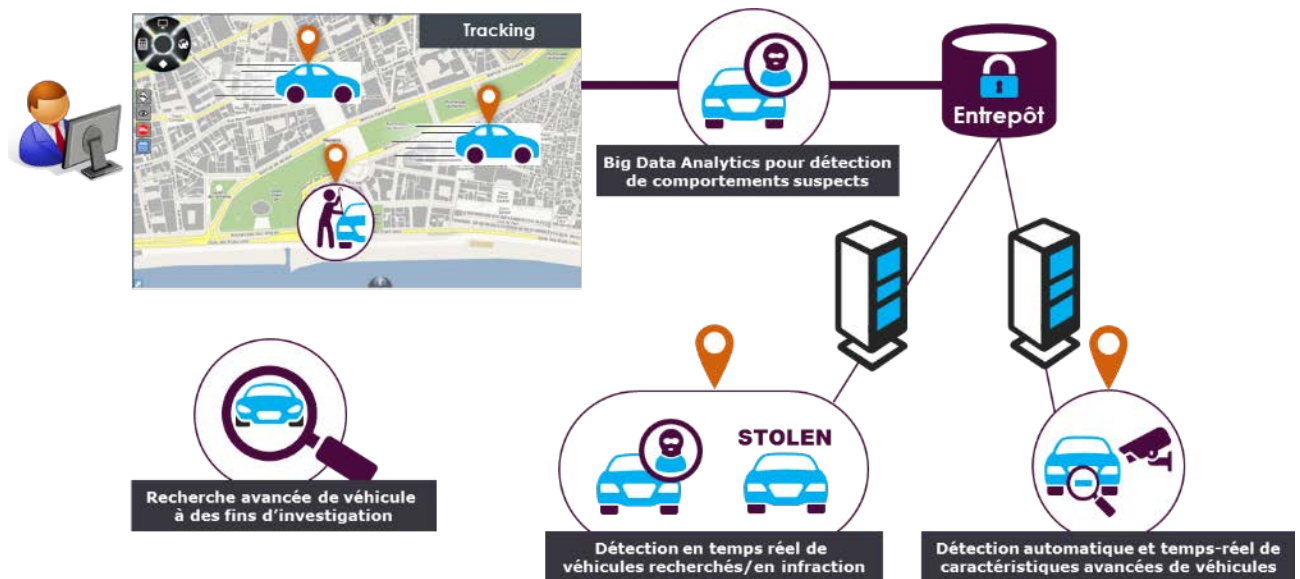 Tracking
Entrepôt
Big Data Analytics pour détection
de comportements suspects
STOLEN
Recherche avancée de véhicule
à des fins d’investigation
Détection en temps réel de
véhicules recherchés/en infraction
Détection automatique et temps-réel de
caractéristiques avancées de véhicules